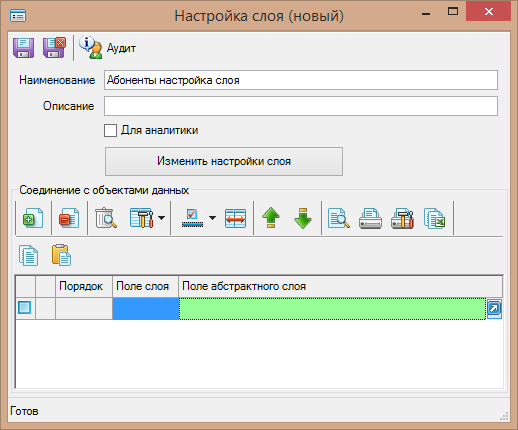 Настройка слоя (новый)
Аудит
Наименование Абоненты настройка слоя
Описание
Для аналитики
Изменить настройки слоя
Соединение с объектами данных
Порядок Поле слоя Поле абстрактного слоя
Готов